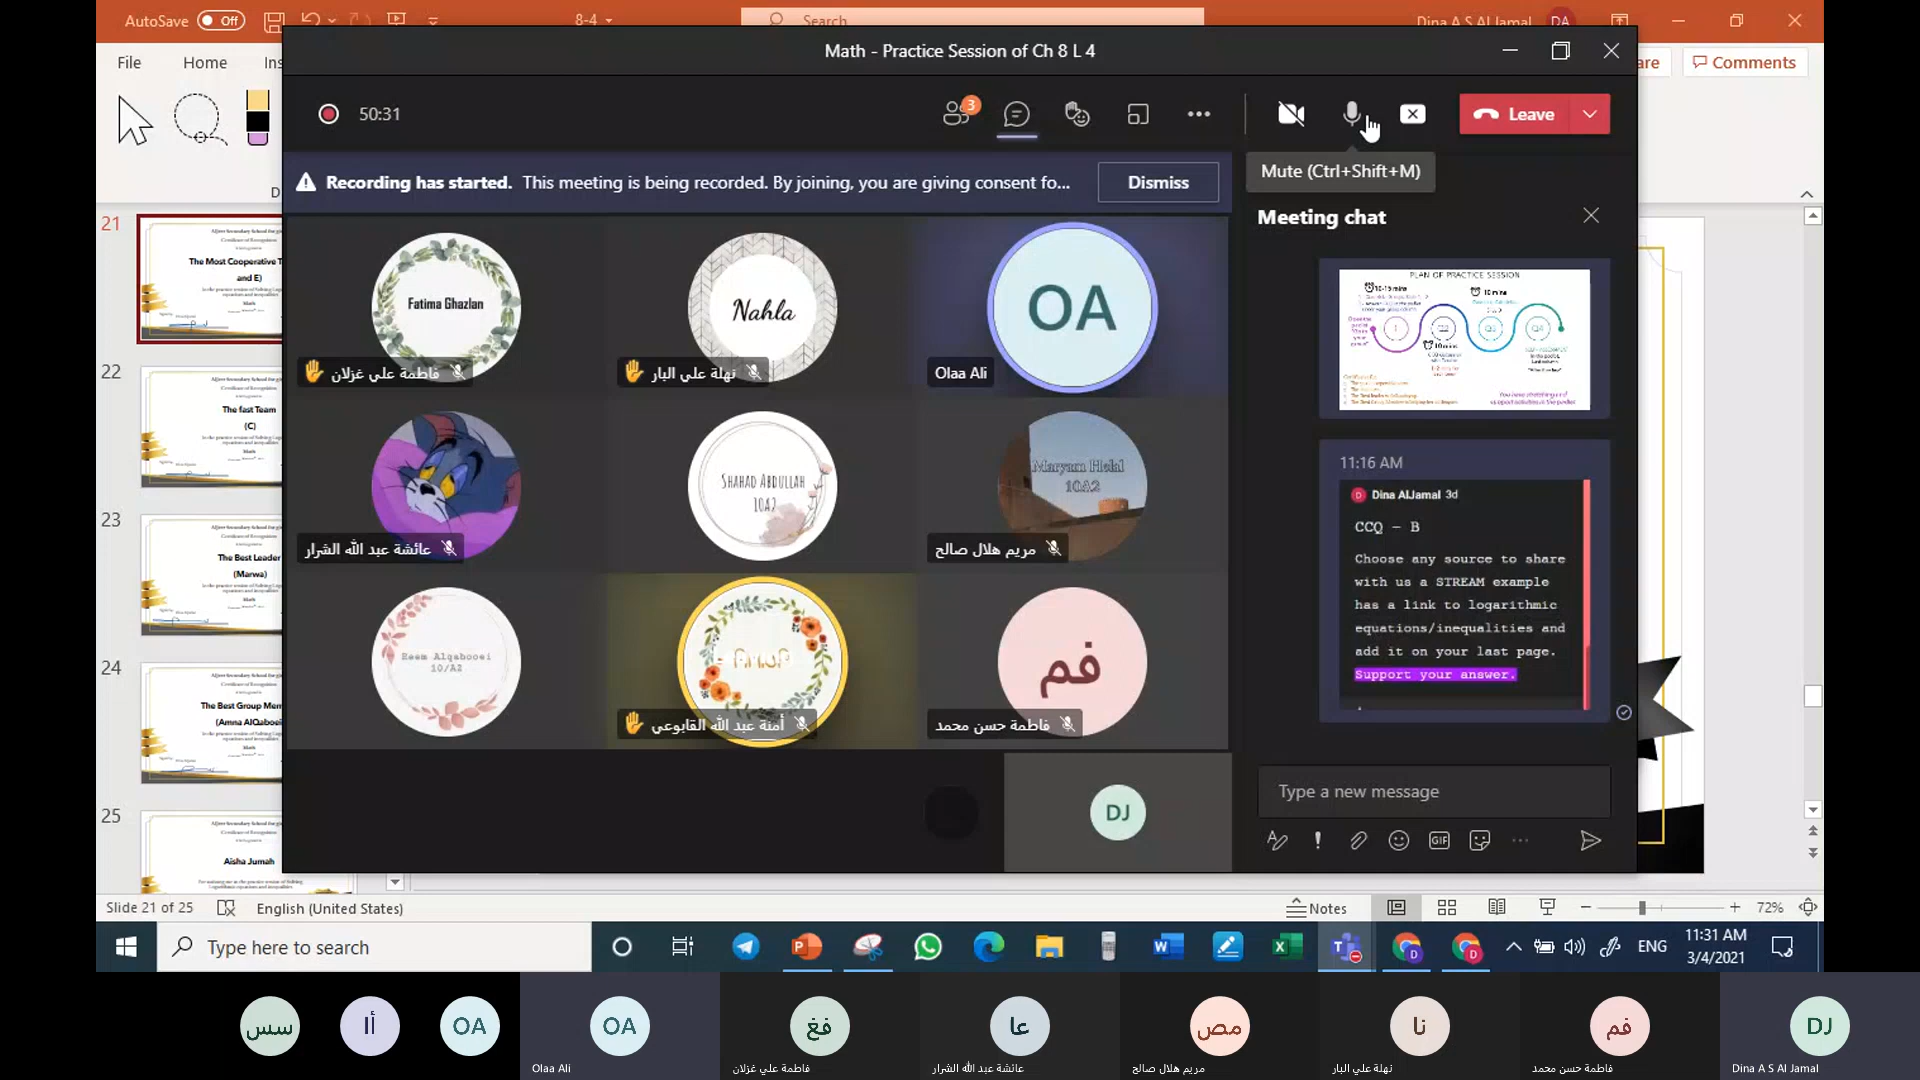 AutoSave Off
8-4
Search
Dina A S Al Jamal DA
File Home Ins
are Comments
Math - Practice Session of Ch 8 L 4
50:31
3
Leave
Mute (Ctrl+Shift+M)
Recording has started. This meeting is being recorded. By joining, you are giving consent fo...
Dismiss
Meeting chat
PLAN OF PRACTICE SESSION
11:16 AM
Dina AlJamal 3d
CCQ – B
Choose any source to share
with us a STREAM example
has a link to logarithmic
equations/inequalities and
add it on your last page.
Support your answer.
Type a new message
GIF
Fatima Ghazlan
فاطمة علي غزلان
Nahla
نهلة علي البار
OA
Olaa Ali
عائشة عبد الله الشرار
SHAHAD ABDULLAH
10A2
Maryam Helal
10A2
مريم هلال صالح
Reem Alqabooei
10/A2
أمنة عبد الله القابوعي
فم
فاطمة حسن محمد
DJ
21
The Most Cooperative T
and E)
22
The fast Team
(C)
23
The Best Leader
(Marwa)
24
The Best Group Mem
(Amna AlQaboei
25
Aisha Jumah
Slide 21 of 25
English (United States)
Notes
72%
Type here to search
ENG
11:31 AM
3/4/2021
سس
أا
OA
OA
Olaa Ali
فغ
فاطمة علي غزلان
عا
عائشة عبد الله الشرار
مص
مريم هلال صالح
نا
نهلة علي البار
فم
فاطمة حسن محمد
DJ
Dina A S Al Jamal